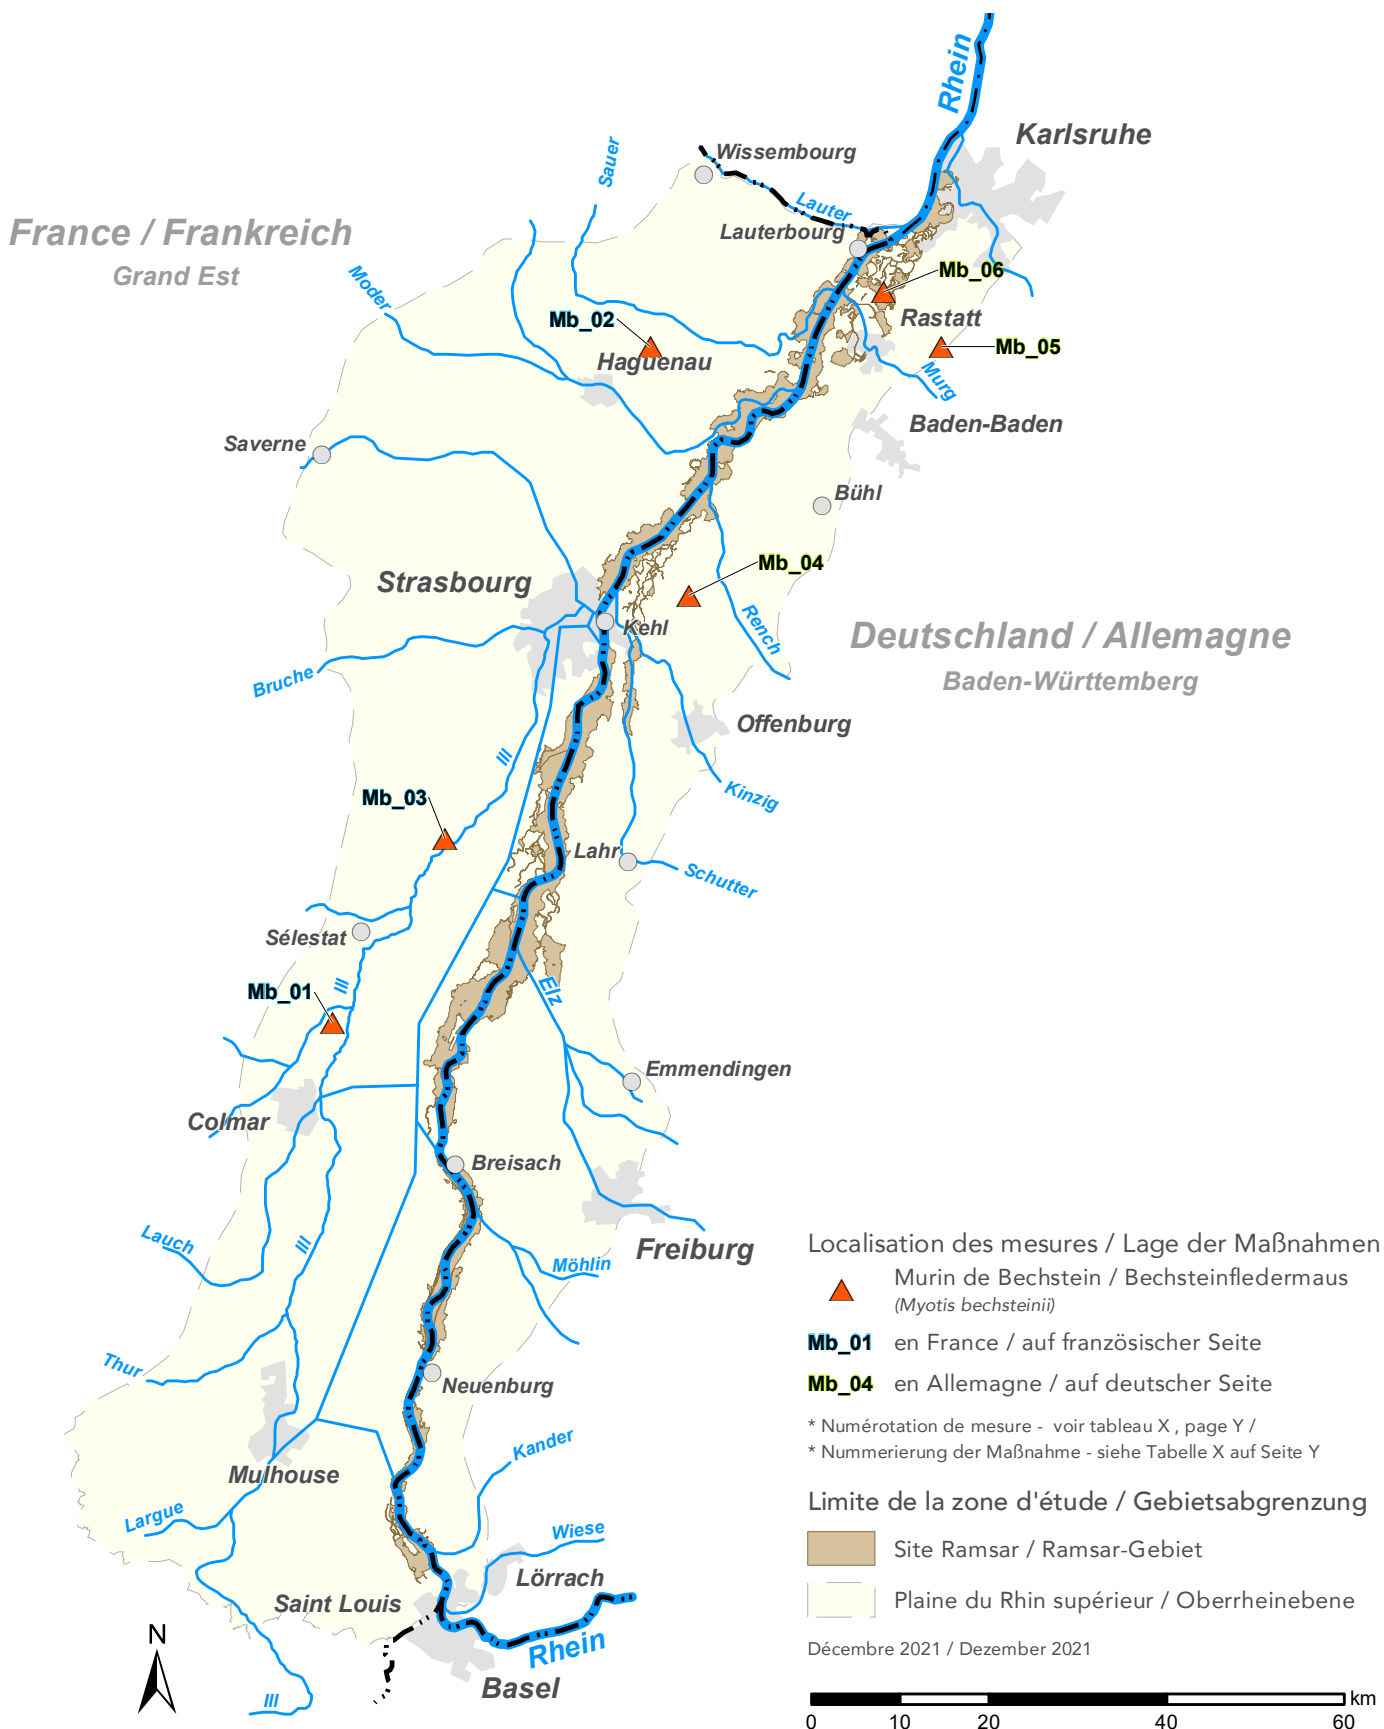 Rhein
Karlsruhe
Wissembourg
Sauer
Lauter
Lauterbourg
France / Frankreich
Grand Est
Moder
Mb_06
Mb_02
Rastatt
Mb_05
Haguenau
Murg
Baden-Baden
Saverne
Bühl
Mb_04
Strasbourg
Rench
Kehl
Deutschland / Allemagne
Baden-Württemberg
Bruche
Offenburg
Ill
Kinzig
Mb_03
Lahr
Schutter
Sélestat
Ill
Elz
Mb_01
Emmendingen
Colmar
Breisach
Lauch
Ill
Freiburg
Möhlin
Thur
Neuenburg
Kander
Mulhouse
Largue
Wiese
Lörrach
Saint Louis
Rhein
Basel
Ill
N
Localisation des mesures / Lage der Maßnahmen
Murin de Bechstein / Bechsteinfledermaus
(Myotis bechsteinii)
Mb_01 en France / auf französischer Seite
Mb_04 en Allemagne / auf deutscher Seite
* Numérotation de mesure - voir tableau X , page Y /
* Nummerierung der Maßnahme - siehe Tabelle X auf Seite Y
Limite de la zone d'étude / Gebietsabgrenzung
Site Ramsar / Ramsar-Gebiet
Plaine du Rhin supérieur / Oberrheinebene
Décembre 2021 / Dezember 2021
km
0 10 20 40 60